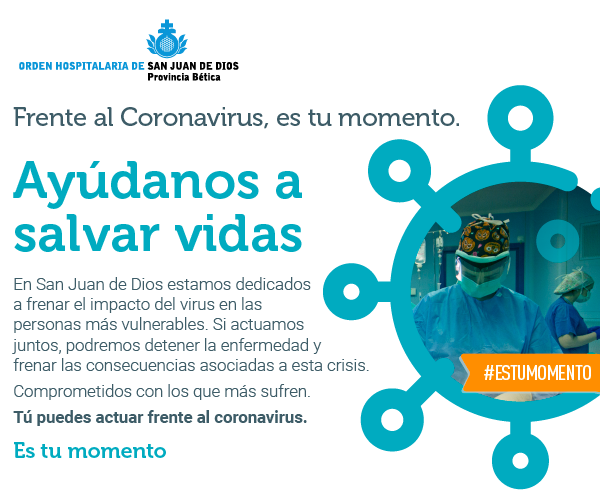 ORDEN HOSPITALARIA DE SAN JUAN DE DIOS
Provincia Bética
Frente al Coronavirus, es tu momento.
Ayúdanos a
salvar vidas
En San Juan de Dios estamos dedicados
a frenar el impacto del virus en las
personas más vulnerables. Si actuamos
juntos, podremos detener la enfermedad y
frenar las consecuencias asociadas a esta crisis.
Comprometidos con los que más sufren.
Tú puedes actuar frente al coronavirus.
Es tu momento
#ESTUMOMENTO